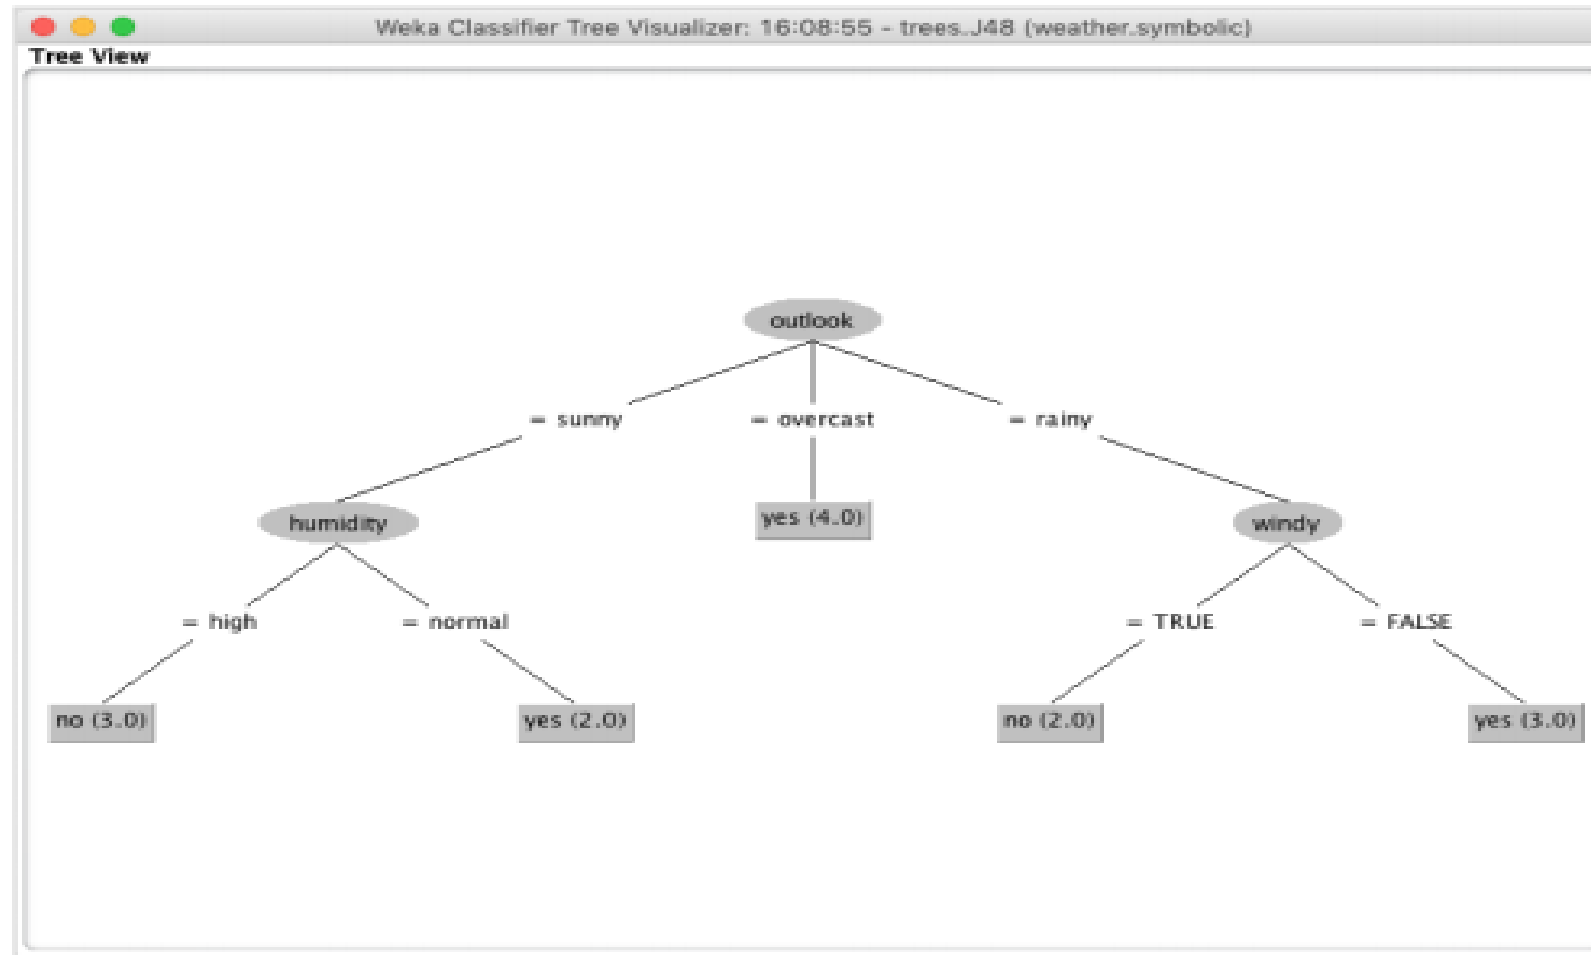 Weka Classifier Tree Visualizer: 16:08:55 - trees.J48 (weather.symbolic)
Tree View
outlook
= sunny
= overcast
= rainy
humidity
yes (4.0)
windy
= high
= normal
= TRUE
= FALSE
no (3.0)
yes (2.0)
no (2.0)
yes (3.0)